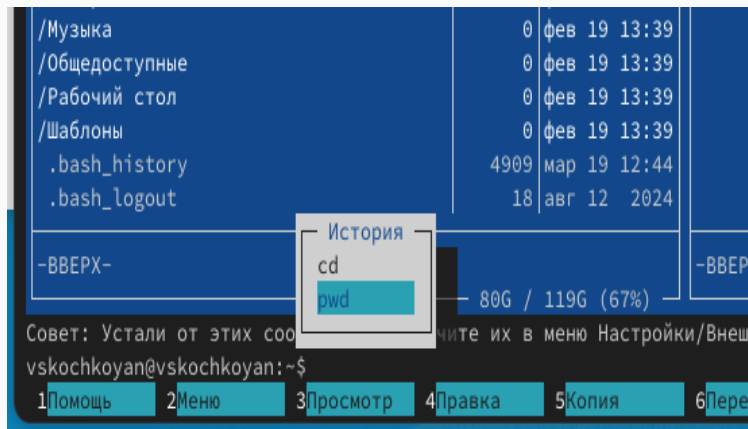 /Музыка 0 фев 19 13:39
/Общедоступные 0 фев 19 13:39
/Рабочий стол 0 фев 19 13:39
/Шаблоны 0 фев 19 13:39
.bash_history 4909 мар 19 12:44
.bash_logout 18 авг 12 2024
История
-ВВЕРХ- cd -ВВЕР
pwd 80G / 119G (67%)
Совет: Устали от этих соо чите их в меню Настройки/Внеш
vskochkoyan@vskochkoyan:~$
1Помощь 2Меню 3Просмотр 4Правка 5Копия 6Пере